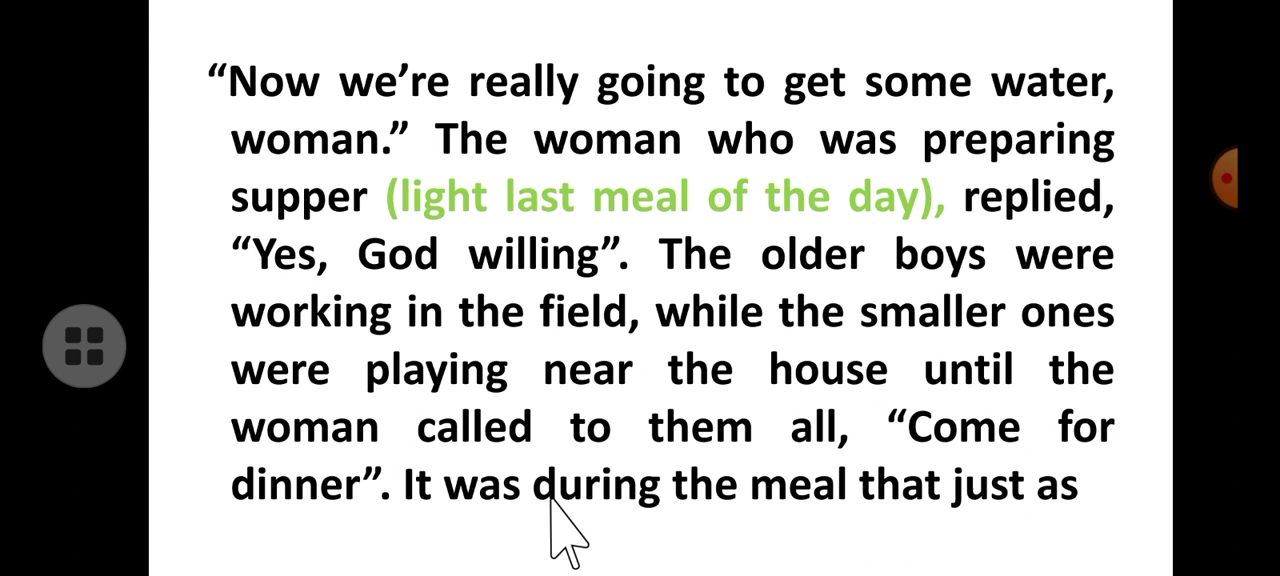 “Now we’re really going to get some water,
woman.” The woman who was preparing
supper (light last meal of the day), replied,
“Yes, God willing”. The older boys were
working in the field, while the smaller ones
were playing near the house until the
woman called to them all, “Come for
dinner”. It was during the meal that just as